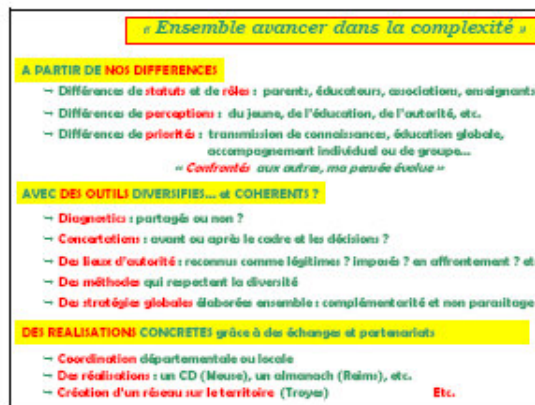 « Ensemble avancer dans la complexité »
A PARTIR DE NOS DIFFERENCES
→ Différences de statuts et de rôles : parents, éducateurs, associations, enseignants
→ Différences de perceptions : du jeune, de l'éducation, de l'autorité, etc.
→ Différences de priorités : transmission de connaissances, éducation globale,
accompagnement individuel ou de groupe...
« Confrontés aux autres, ma pensée évolue »
AVEC DES OUTILS DIVERSIFIES... et COHERENTS ?
→ Diagnostics : partagés ou non ?
→ Concertations : avant ou après le cadre et les décisions ?
→ Des lieux d'autorité : reconnus comme légitimes ? imposés ? en affrontement ? et
→ Des méthodes qui respectent la diversité
→ Des stratégies globales élaborées ensemble : complémentarité et non parasitage
DES REALISATIONS CONCRETES grâce à des échanges et partenariats
→ Coordination départementale ou locale
→ Des réalisations : un CD (Meuse), un almanach (Reims), etc.
→ Création d'un réseau sur le territoire (Troyes) Etc.